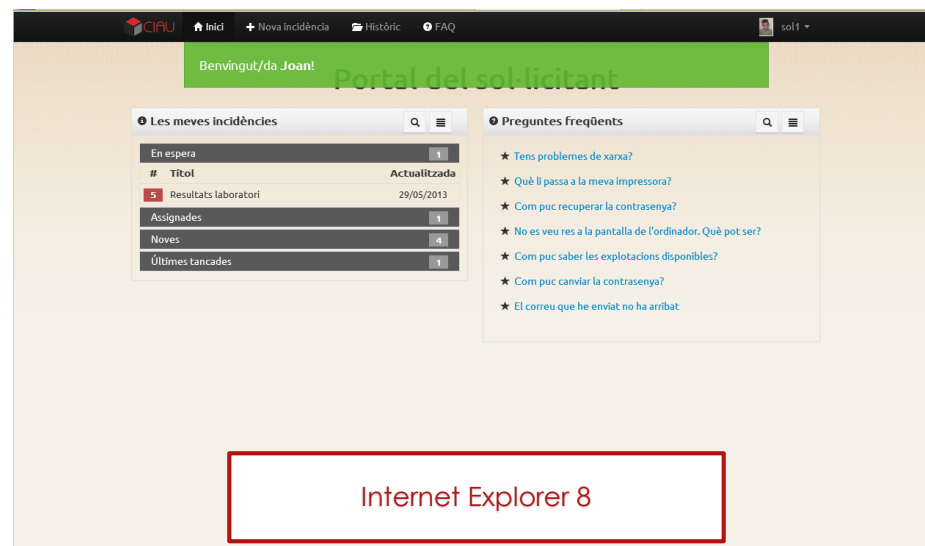 CIAU Inici Nova incidència Històric FAQ sol1
Benvingut/da Joan!
Portal del sol·licitant
Les meves incidències
En espera 1
# Títol Actualitzada
5 Resultats laboratori 29/05/2013
Assignades 1
Noves 4
Últimes tancades 1
Preguntes freqüents
Tens problemes de xarxa?
Què li passa a la meva impressora?
Com puc recuperar la contrasenya?
No es veu res a la pantalla de l'ordinador. Què pot ser?
Com puc saber les explotacions disponibles?
Com puc canviar la contrasenya?
El correu que he enviat no ha arribat
Internet Explorer 8